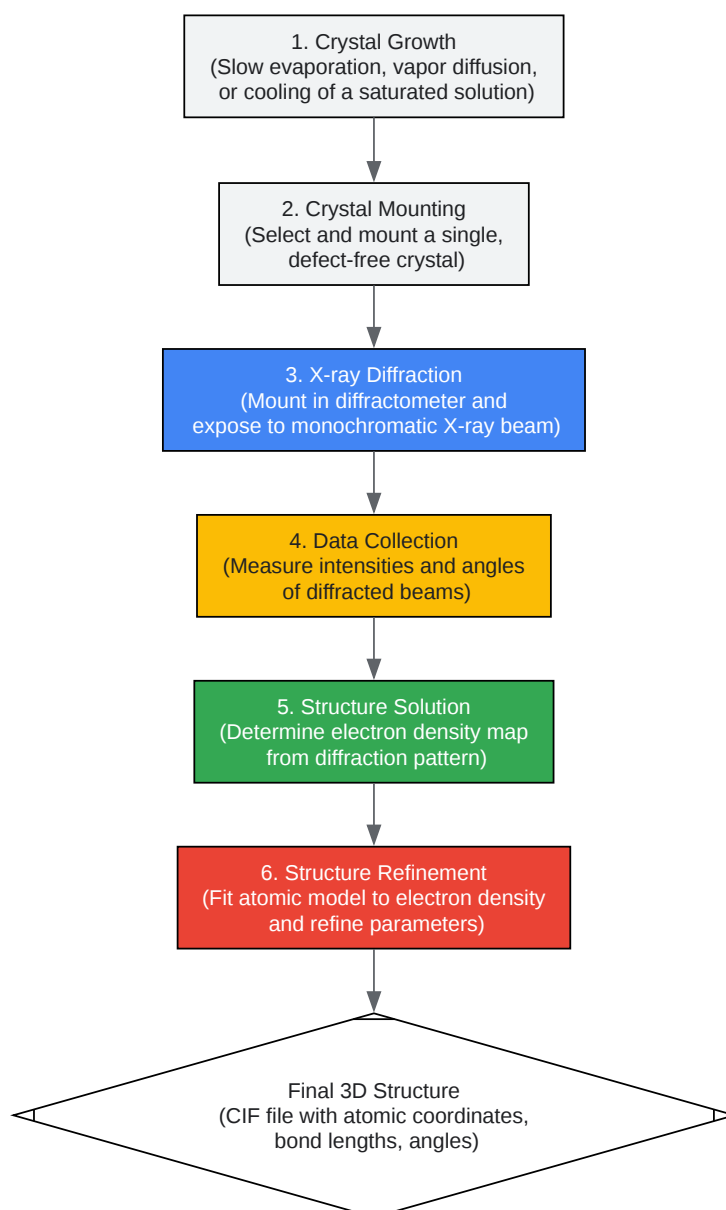 1. Crystal Growth
(Slow evaporation, vapor diffusion,
or cooling of a saturated solution)
2. Crystal Mounting
(Select and mount a single,
defect-free crystal)
3. X-ray Diffraction
(Mount in diffractometer and
expose to monochromatic X-ray beam)
4. Data Collection
(Measure intensities and angles
of diffracted beams)
5. Structure Solution
(Determine electron density map
from diffraction pattern)
6. Structure Refinement
(Fit atomic model to electron density
and refine parameters)
Final 3D Structure
(CIF file with atomic coordinates,
bond lengths, angles)